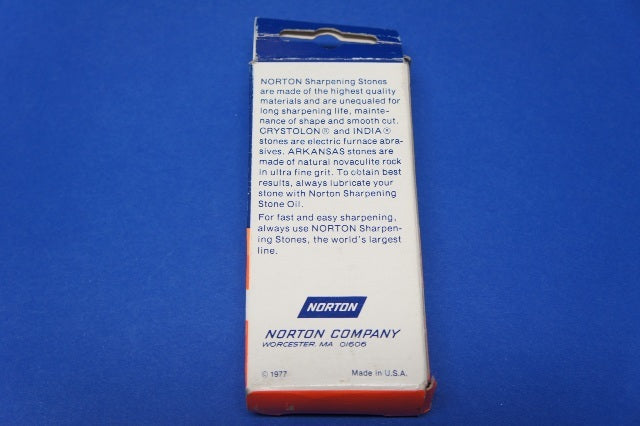 NORTON Sharpening Stones
are made of the highest quality
materials and are unequaled for
long sharpening life, mainte-
nance of shape and smooth cut.
CRYSTOLON® and INDIA®
stones are electric furnace abra-
sives. ARKANSAS stones are
made of natural novaculite rock
in ultra fine grit. To obtain best
results, always lubricate your
stone with Norton Sharpening
Stone Oil.
For fast and easy sharpening,
always use NORTON Sharpen-
ing Stones, the world's largest
line.
NORTON
NORTON COMPANY
WORCESTER, MA 01606
© 1977 Made in U.S.A.